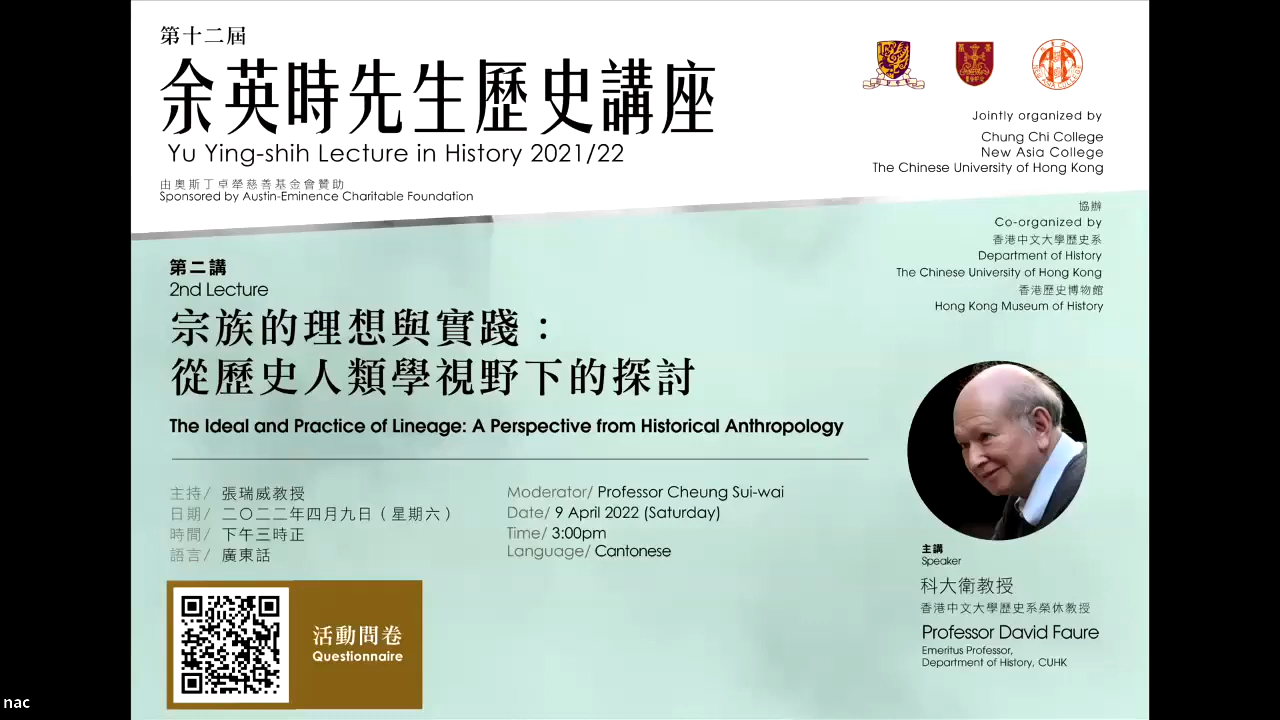 第十二屆
余英時先生歷史講座
Yu Ying-shih Lecture in History 2021/22
由奧斯丁卓犖慈善基金會贊助
Sponsored by Austin-Eminence Charitable Foundation
Jointly organized by
Chung Chi College
New Asia College
The Chinese University of Hong Kong
協辦
Co-organized by
香港中文大學歷史系
Department of History
The Chinese University of Hong Kong
香港歷史博物館
Hong Kong Museum of History
第二講
2nd Lecture
宗族的理想與實踐：
從歷史人類學視野下的探討
The Ideal and Practice of Lineage: A Perspective from Historical Anthropology
主持/ 張瑞威教授
日期/ 二〇二二年四月九日（星期六）
時間/ 下午三時正
語言/ 廣東話
Moderator/ Professor Cheung Sui-wai
Date/ 9 April 2022 (Saturday)
Time/ 3:00pm
Language/ Cantonese
主講
Speaker
科大衛教授
香港中文大學歷史系榮休教授
Professor David Faure
Emeritus Professor,
Department of History, CUHK
活動問卷
Questionnaire
nac